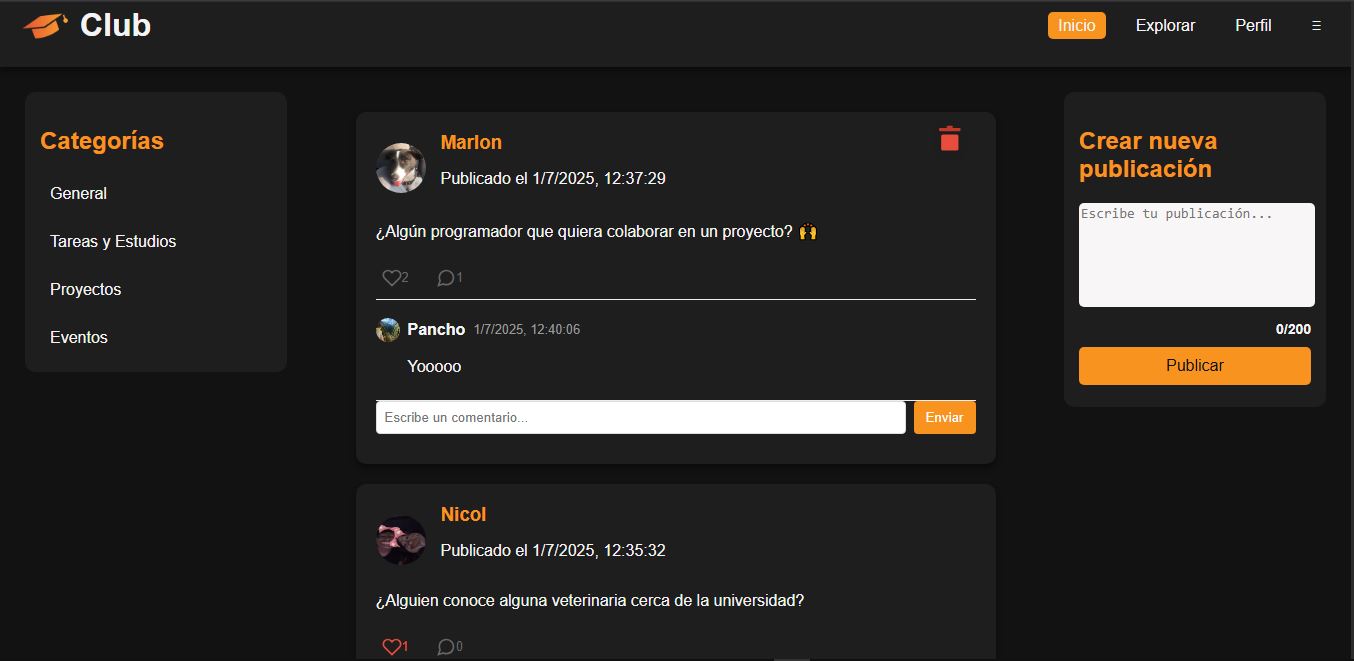 Club
Inicio
Explorar
Perfil
Categorías
General
Tareas y Estudios
Proyectos
Eventos
Marlon
Publicado el 1/7/2025, 12:37:29
¿Algún programador que quiera colaborar en un proyecto? 🙌
2
1
Pancho 1/7/2025, 12:40:06
Yooooo
Escribe un comentario...
Enviar
Nicol
Publicado el 1/7/2025, 12:35:32
¿Alguien conoce alguna veterinaria cerca de la universidad?
1
0
Crear nueva
publicación
Escribe tu publicación...
0/200
Publicar